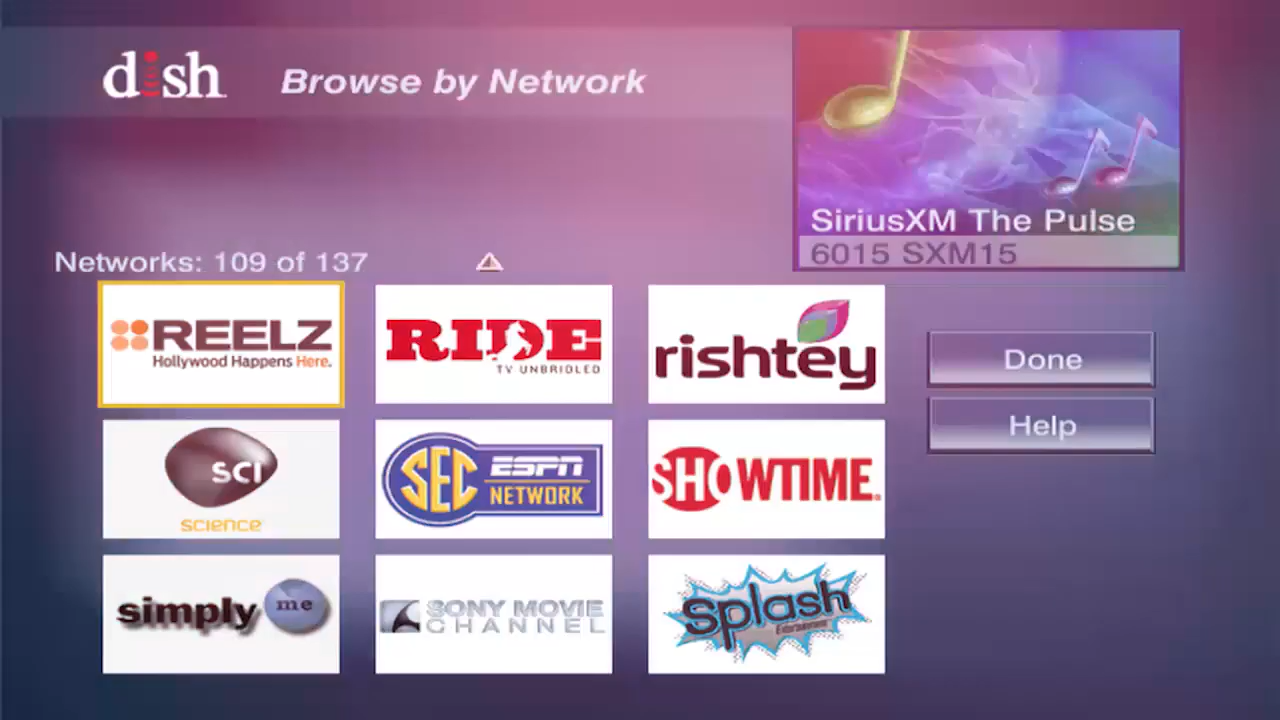 dish
Browse by Network
SiriusXM The Pulse
6015 SXM15
Networks: 109 of 137
REELZ
Hollywood Happens Here.
RIDE
TV UNBRIDLED
rishtey
Done
Help
SCI
SCIENCE
SEC
ESPN
NETWORK
SHOWTIME
simply me
SONY MOVIE
CHANNEL
Splash
Entertainment